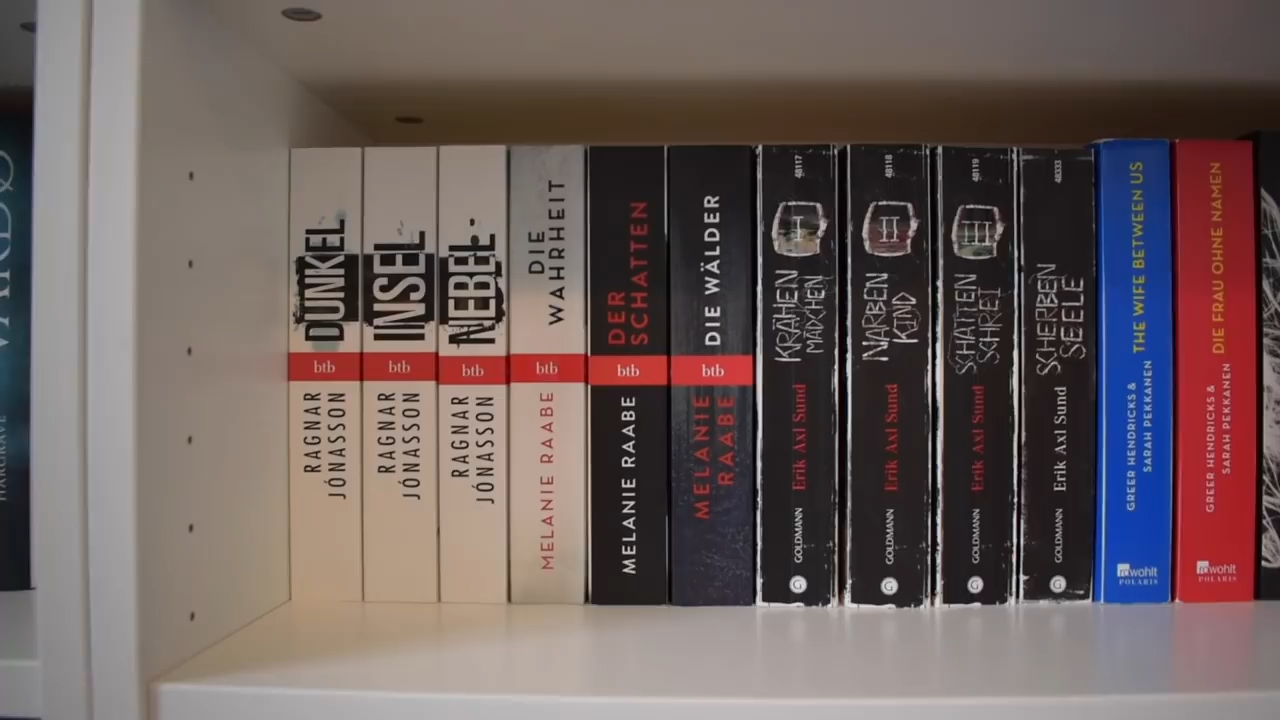 DUNKEL
btb
RAGNAR
JÓNASSON
INSEL
btb
RAGNAR
JÓNASSON
NEBEL
btb
RAGNAR
JÓNASSON
DIE
WAHRHEIT
btb
MELANIE RAABE
DER
SCHATTEN
btb
MELANIE RAABE
DIE WÄLDER
btb
MELANIE
RAABE
48117
I
KRÄHEN
MÄDCHEN
Erik Axl Sund
GOLDMANN
G
48118
II
NARBEN
KIND
Erik Axl Sund
GOLDMANN
G
48119
III
SCHATTEN
SCHREI
Erik Axl Sund
GOLDMANN
G
48333
SCHERBEN
SEELE
Erik Axl Sund
GOLDMANN
G
THE WIFE BETWEEN US
GREER HENDRICKS &
SARAH PEKKANEN
rowohlt
POLARIS
DIE FRAU OHNE NAMEN
GREER HENDRICKS &
SARAH PEKKANEN
rowohlt
POLARIS